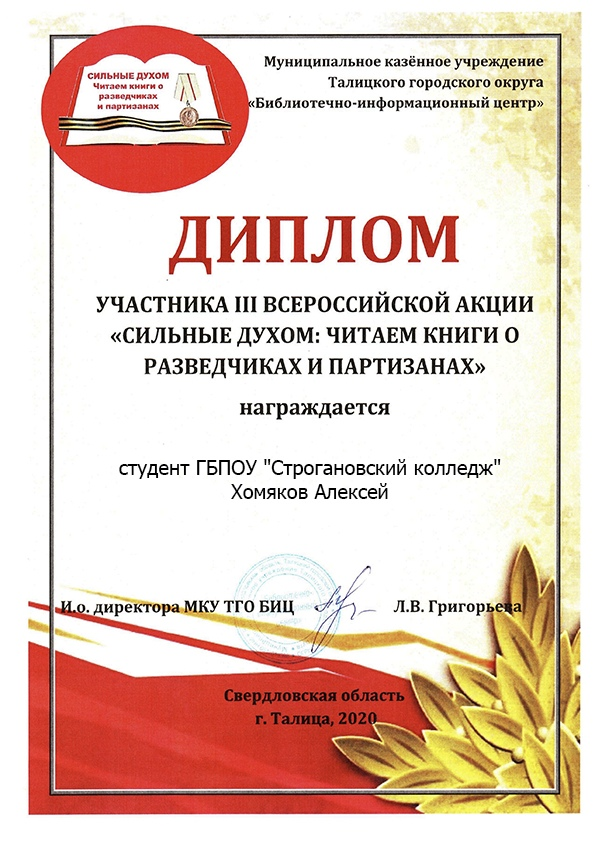 СИЛЬНЫЕ ДУХОМ
Читаем книги о
разведчиках
и партизанах
Муниципальное казённое учреждение
Талицкого городского округа
«Библиотечно-информационный центр»
ДИПЛОМ
УЧАСТНИКА III ВСЕРОССИЙСКОЙ АКЦИИ
«СИЛЬНЫЕ ДУХОМ: ЧИТАЕМ КНИГИ О
РАЗВЕДЧИКАХ И ПАРТИЗАНАХ»
награждается
студент ГБПОУ "Строгановский колледж"
Хомяков Алексей
И.о. директора МКУ ТГО БИЦ
Л.В. Григорьева
Свердловская область
г. Талица, 2020